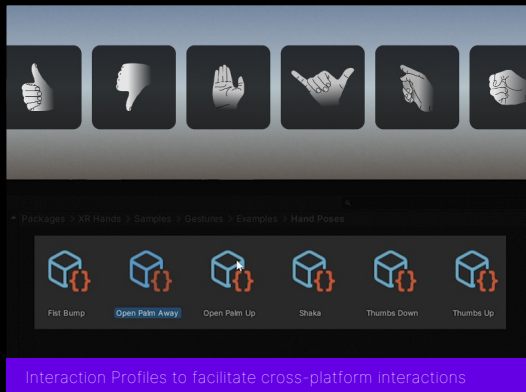 Packages > XR Hands > Samples > Gestures > Examples > Hand Poses
Fist Bump
Open Palm Away
Open Palm Up
Shaka
Thumbs Down
Thumbs Up
Interaction Profiles to facilitate cross-platform interactions